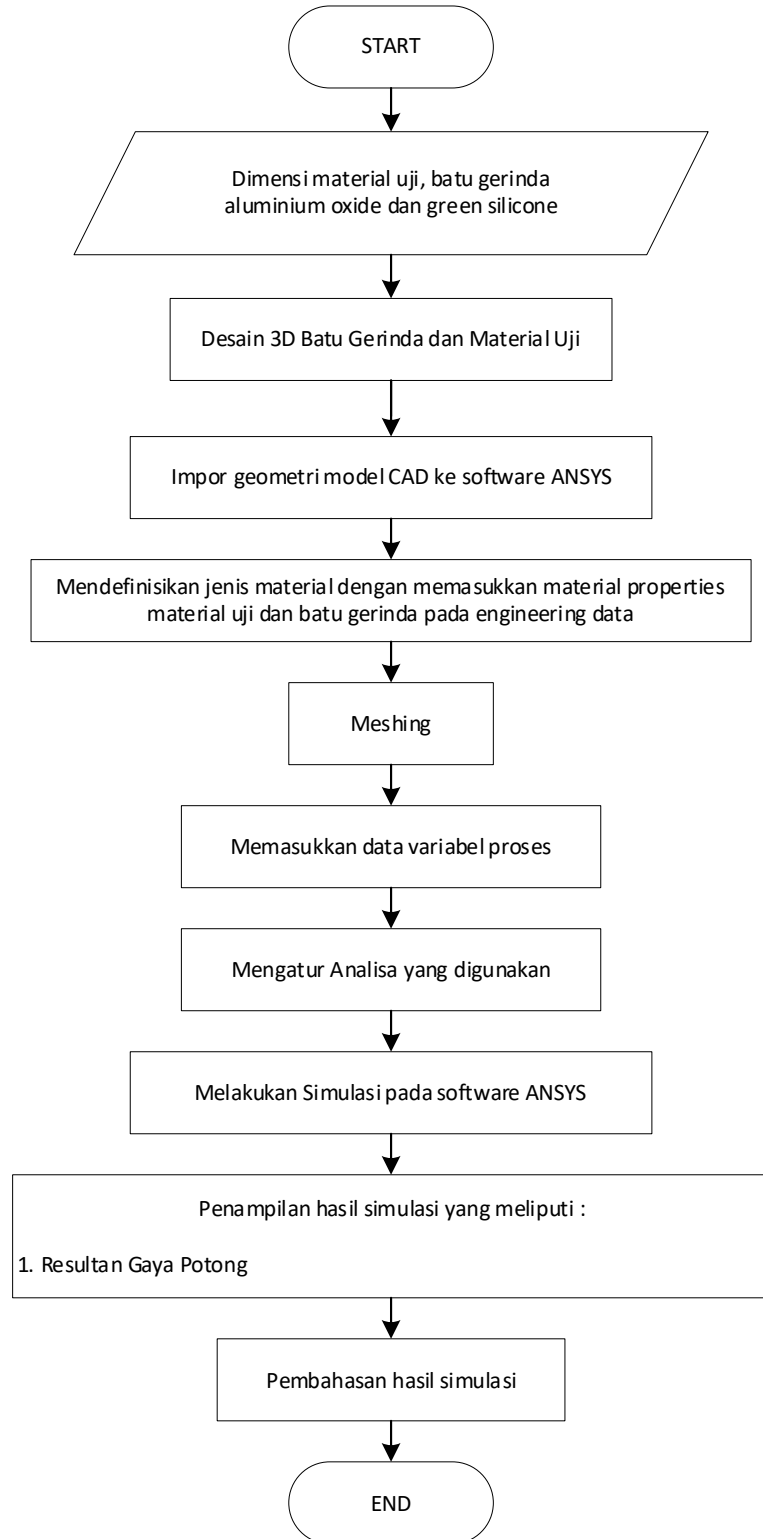 START
Dimensi material uji, batu gerinda
aluminium oxide dan green silicone
Desain 3D Batu Gerinda dan Material Uji
Impor geometri model CAD ke software ANSYS
Mendefinisikan jenis material dengan memasukkan material properties
material uji dan batu gerinda pada engineering data
Meshing
Memasukkan data variabel proses
Mengatur Analisa yang digunakan
Melakukan Simulasi pada software ANSYS
Penampilan hasil simulasi yang meliputi :
1. Resultan Gaya Potong
Pembahasan hasil simulasi
END